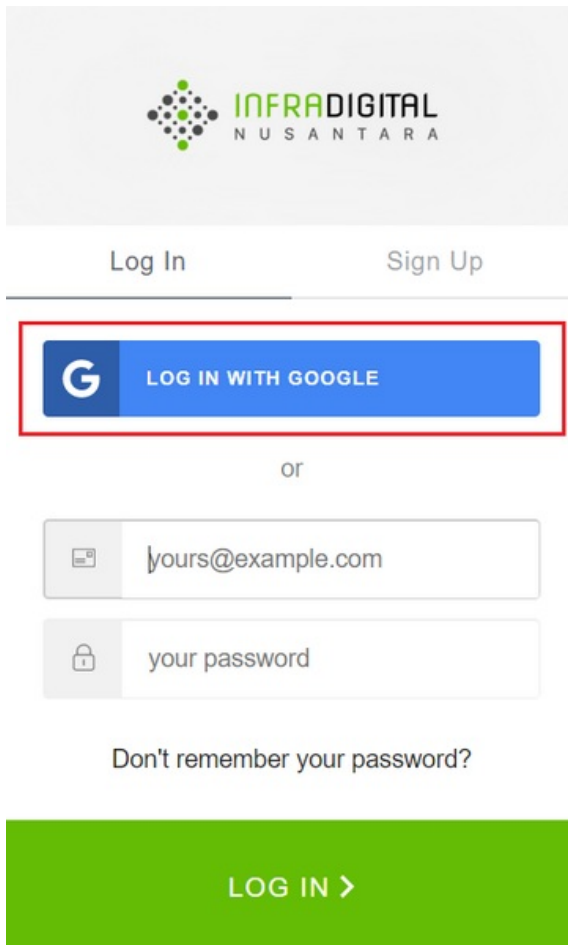 INFRADIGITAL
NUSANTARA
Log In
Sign Up
G
LOG IN WITH GOOGLE
or
yours@example.com
your password
Don't remember your password?
LOG IN >